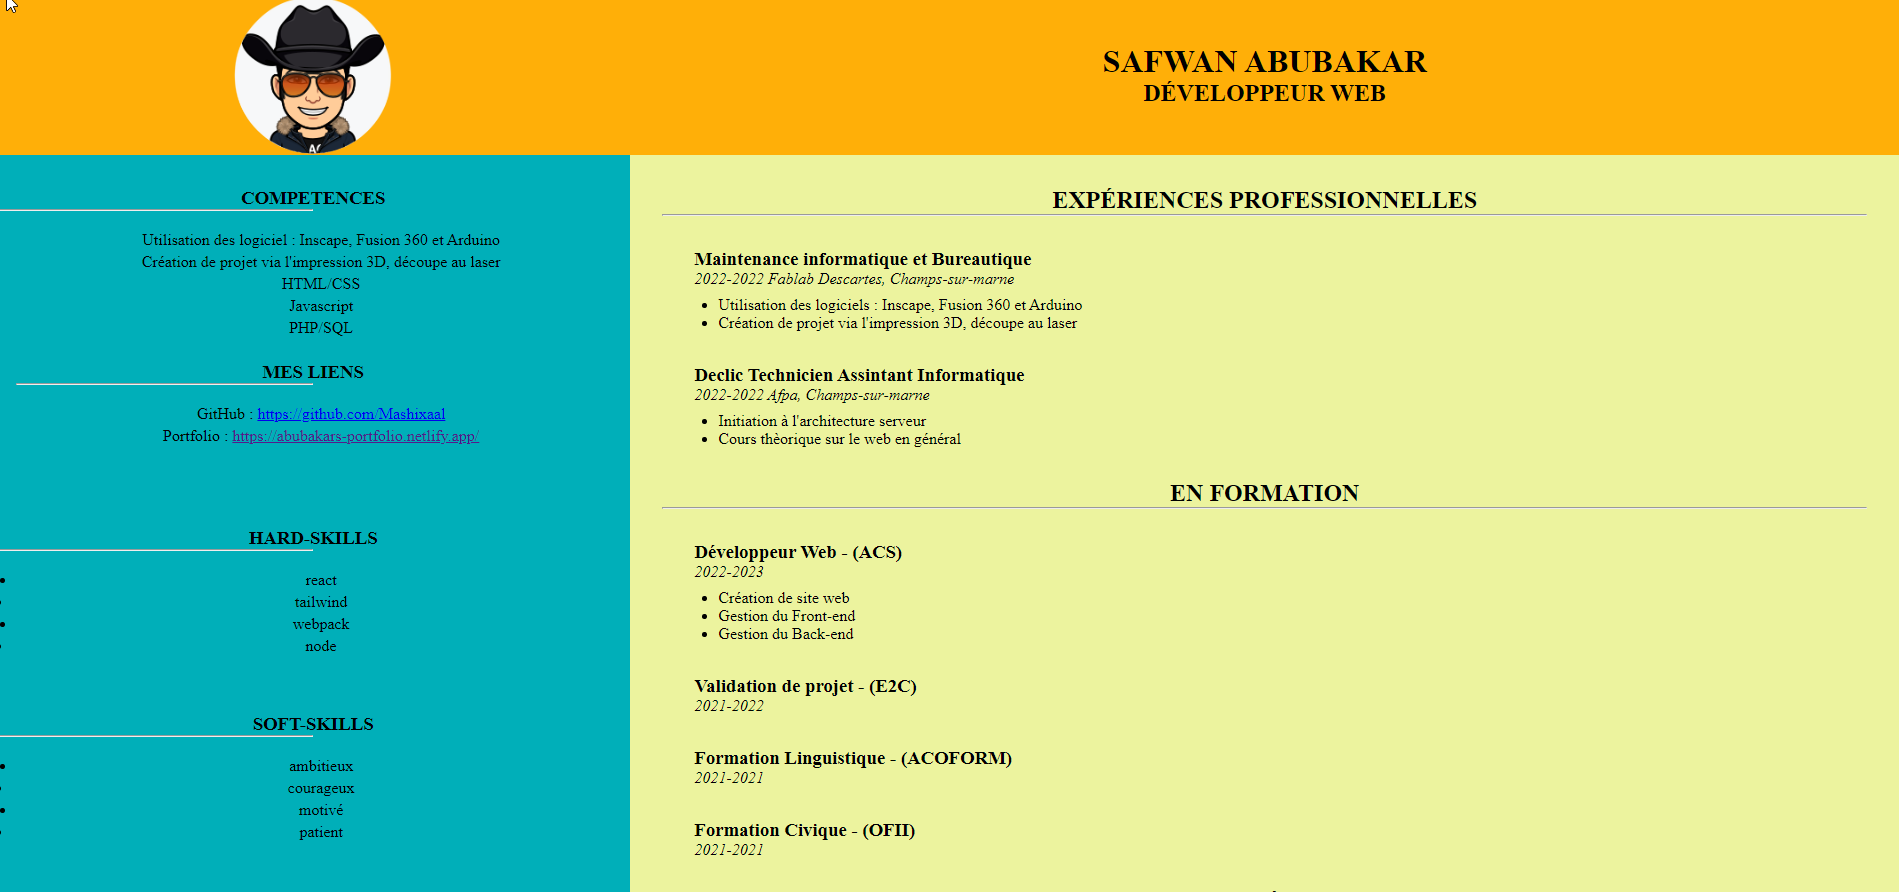 SAFWAN ABUBAKAR
DÉVELOPPEUR WEB
COMPETENCES
Utilisation des logiciel : Inscape, Fusion 360 et Arduino
Création de projet via l'impression 3D, découpe au laser
HTML/CSS
Javascript
PHP/SQL
MES LIENS
GitHub : https://github.com/Mashixaal
Portfolio : https://abubakars-portfolio.netlify.app/
HARD-SKILLS
react
tailwind
webpack
node
SOFT-SKILLS
ambitieux
courageux
motivé
patient
EXPÉRIENCES PROFESSIONNELLES
Maintenance informatique et Bureautique
2022-2022 Fablab Descartes, Champs-sur-marne
Utilisation des logiciels : Inscape, Fusion 360 et Arduino
Création de projet via l'impression 3D, découpe au laser
Declic Technicien Assintant Informatique
2022-2022 Afpa, Champs-sur-marne
Initiation à l'architecture serveur
Cours thèorique sur le web en général
EN FORMATION
Développeur Web - (ACS)
2022-2023
Création de site web
Gestion du Front-end
Gestion du Back-end
Validation de projet - (E2C)
2021-2022
Formation Linguistique - (ACOFORM)
2021-2021
Formation Civique - (OFII)
2021-2021